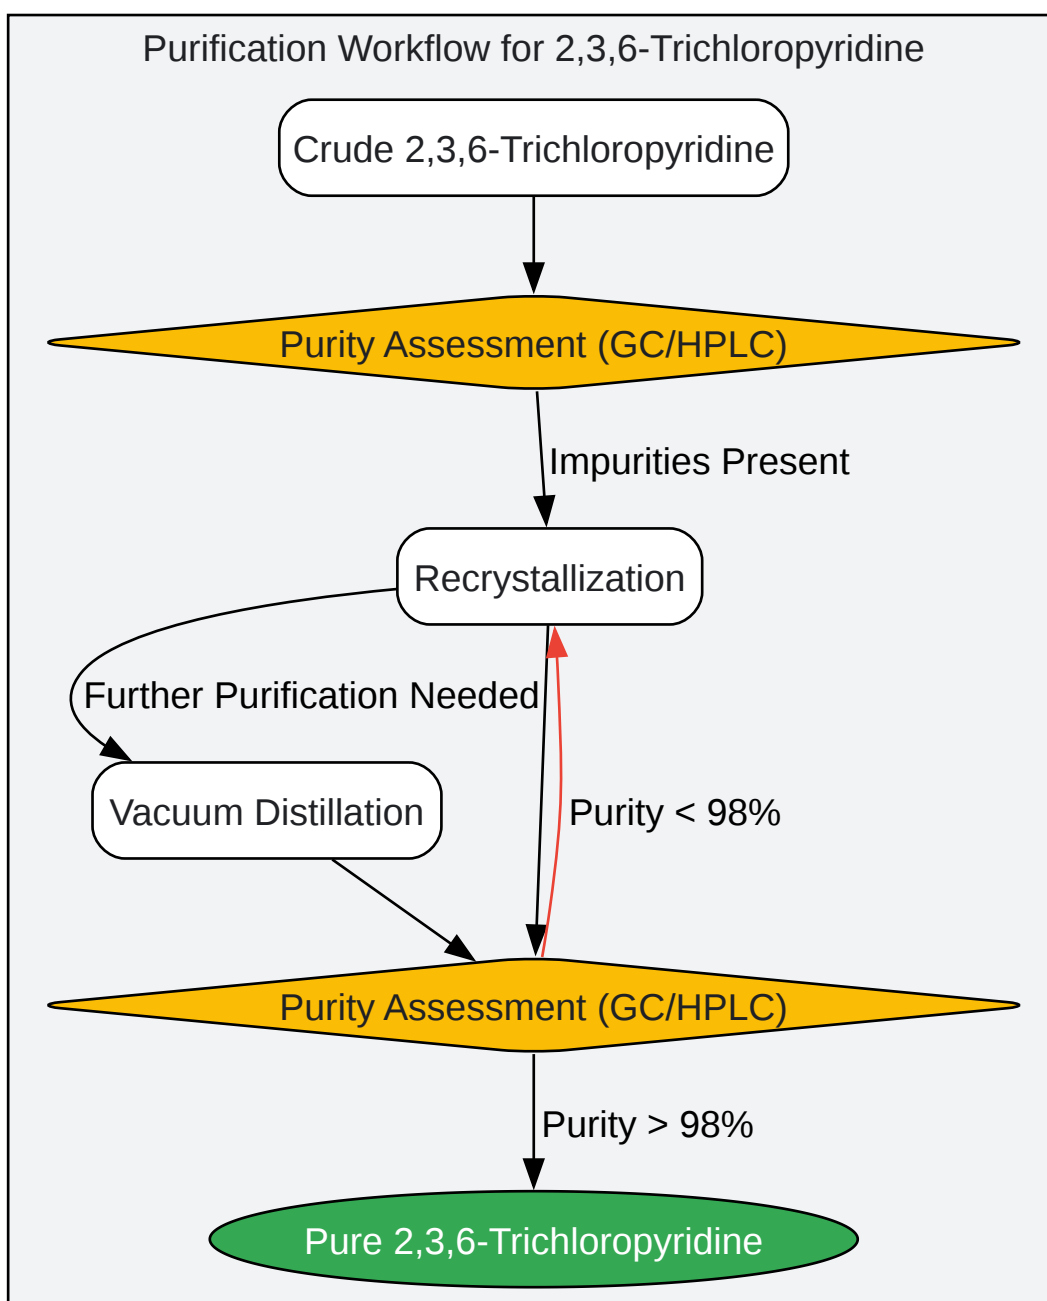 Purification Workflow for 2,3,6-Trichloropyridine
Crude 2,3,6-Trichloropyridine
Purity Assessment (GC/HPLC)
Impurities Present
Recrystallization
Further Purification Needed
Vacuum Distillation
Purity < 98%
Purity Assessment (GC/HPLC)
Purity > 98%
Pure 2,3,6-Trichloropyridine